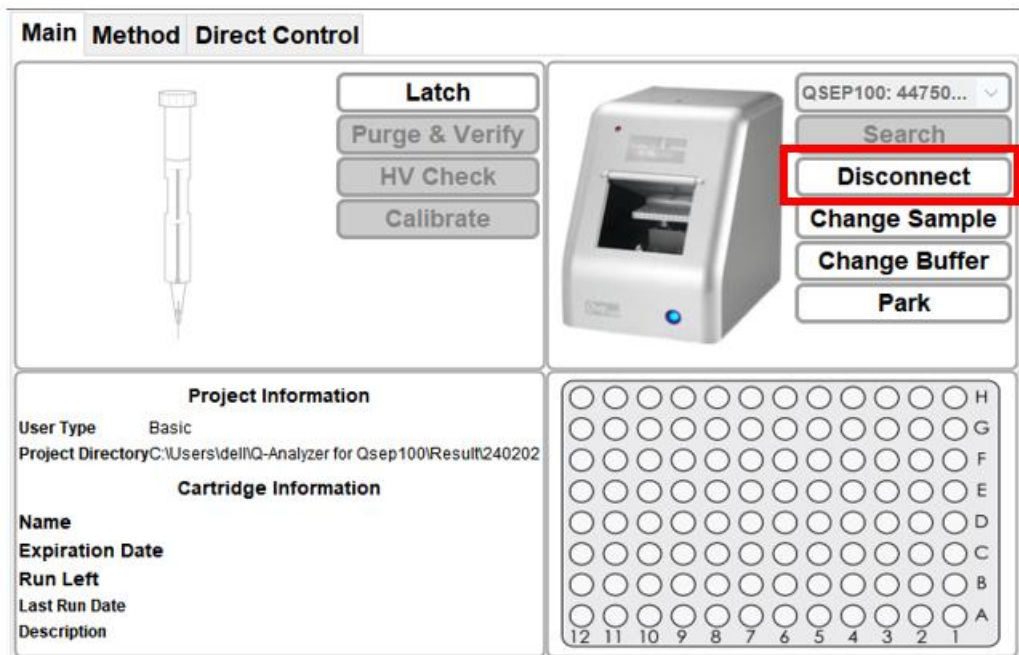 Main Method Direct Control
Latch
Purge & Verify
HV Check
Calibrate
QSEP100: 44750...
Search
Disconnect
Change Sample
Change Buffer
Park
Project Information
User Type Basic
Project Directory C:\Users\dell\Q-Analyzer for Qsep100\Result\240202
Cartridge Information
Name
Expiration Date
Run Left
Last Run Date
Description
H
G
F
E
D
C
B
A
12 11 10 9 8 7 6 5 4 3 2 1